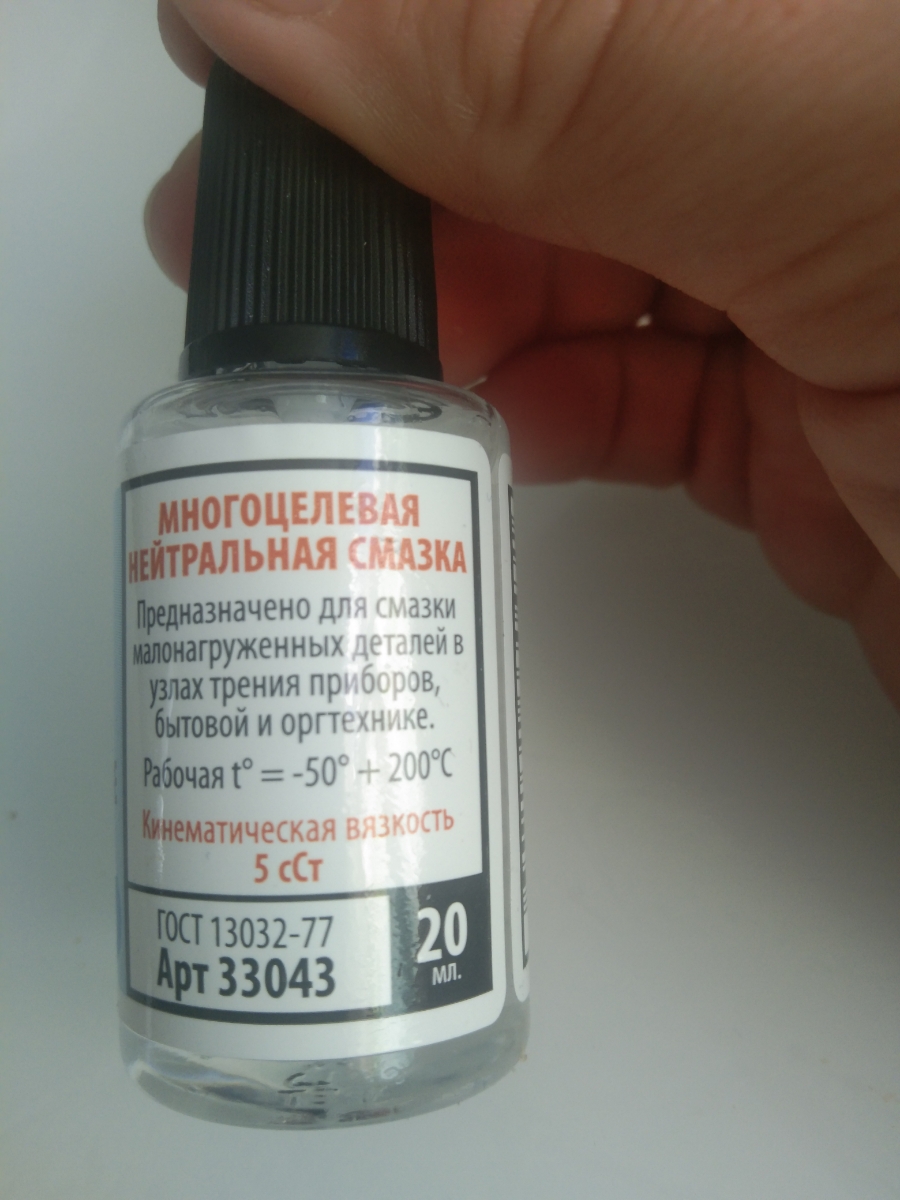 МНОГОЦЕЛЕВАЯ
НЕЙТРАЛЬНАЯ СМАЗКА
Предназначено для смазки
малонагруженных деталей в
узлах трения приборов,
бытовой и оргтехнике.
Рабочая t° = -50° + 200°С
Кинематическая вязкость
5 сСт
ГОСТ 13032-77
Арт 33043
20
мл.